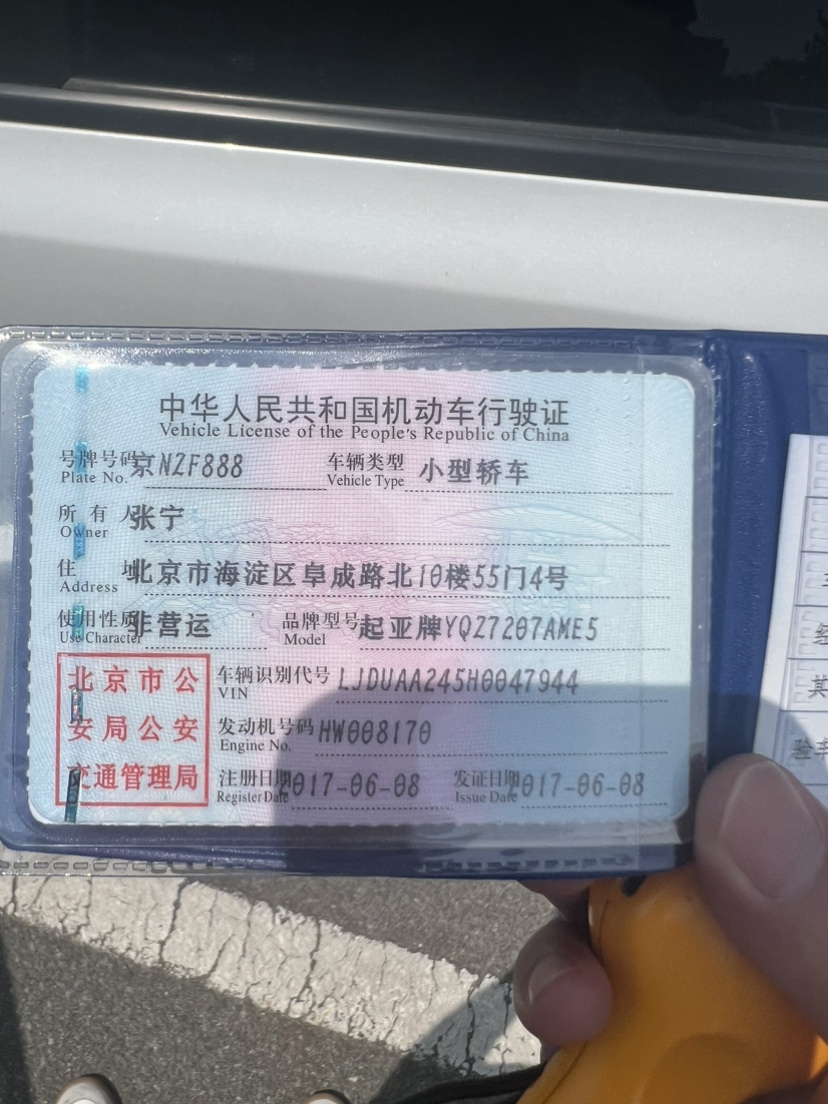 中华人民共和国机动车行驶证
Vehicle License of the People's Republic of China
号牌号码 京NZF888 车辆类型 小型轿车
Plate No. Vehicle Type
所有人 张宁
Owner
住址 北京市海淀区阜成路北10楼55门4号
Address
使用性质 非营运 品牌型号 起亚牌YQZ7207AME5
Use Character Model
北京市公
安局公安
交通管理局
车辆识别代号 LJDUAA245H0047944
VIN
发动机号码 HW008170
Engine No.
注册日期 2017-06-08 发证日期 2017-06-08
Register Date Issue Date
其
验车